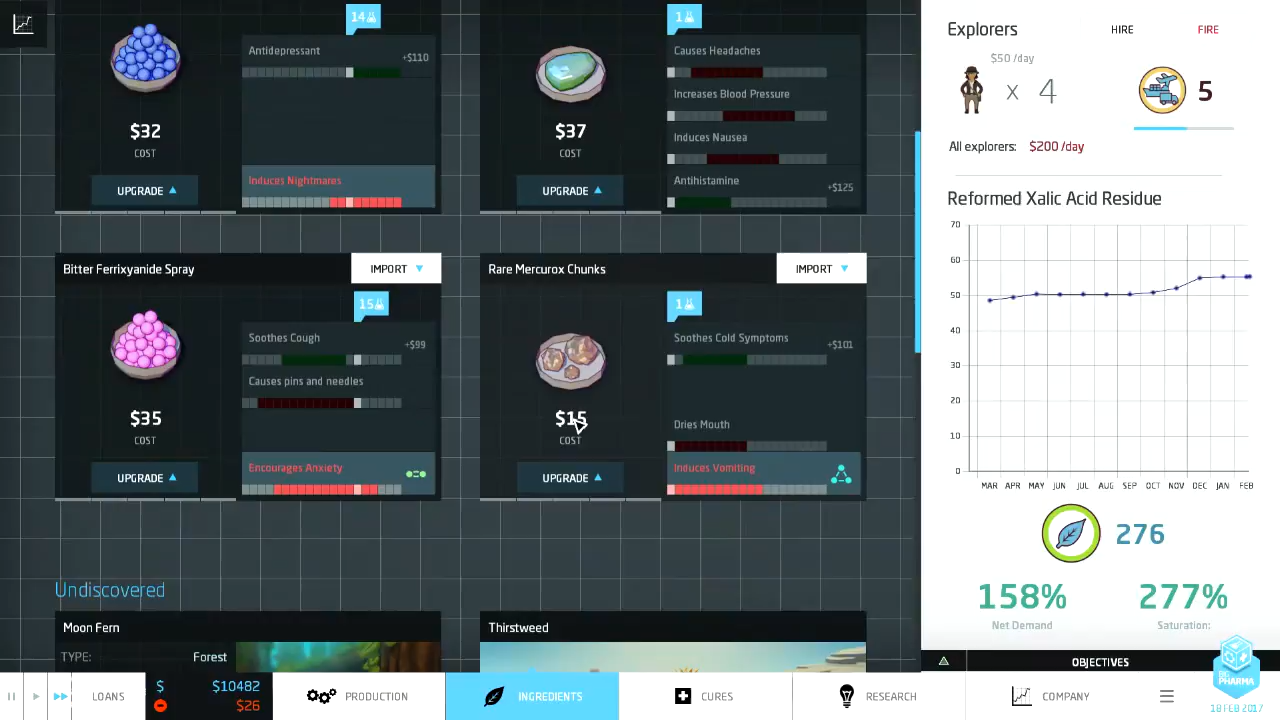 14
Antidepressant
+$110
$32
COST
UPGRADE
Induces Nightmares
1
Causes Headaches
Increases Blood Pressure
Induces Nausea
Antihistamine
+$125
$37
COST
UPGRADE
Bitter Ferrixyanide Spray
IMPORT
15
Soothes Cough
+$99
Causes pins and needles
$35
COST
UPGRADE
Encourages Anxiety
Rare Mercurox Chunks
IMPORT
1
Soothes Cold Symptoms
+$101
Dries Mouth
$15
COST
UPGRADE
Induces Vomiting
Undiscovered
Moon Fern
TYPE: Forest
Thirstweed
Explorers
HIRE
FIRE
$50 /day
x 4
5
All explorers: $200 /day
Reformed Xalic Acid Residue
70
60
50
40
30
20
10
0
MAR APR MAY JUN JUL AUG SEP OCT NOV DEC JAN FEB
276
158%
Net Demand
277%
Saturation:
OBJECTIVES
LOANS
$ $10482
$26
PRODUCTION
INGREDIENTS
CURES
RESEARCH
COMPANY
BIG PHARMA
18 FEB 2017